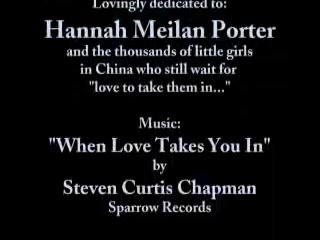 Lovingly dedicated to:
Hannah Meilan Porter
and the thousands of little girls
in China who still wait for
"love to take them in..."
Music:
"When Love Takes You In"
by
Steven Curtis Chapman
Sparrow Records